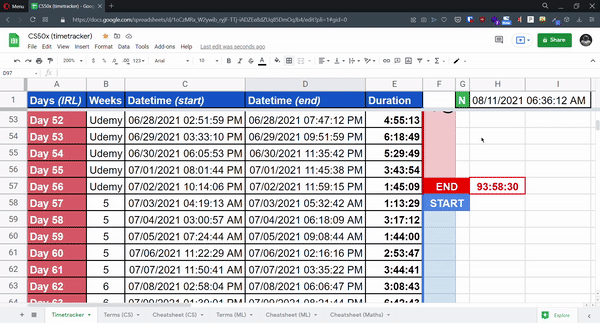 Menu
CS50x (timetracker) - Google
https://docs.google.com/spreadsheets/d/
CS50x (timetracker)
File Edit View Insert Format Data Tools Add-ons Help Last edit was seconds ago
Share
200% $ % .0 .00 123 Arial
D97
A B C D E F G H I
1 Days (IRL) Weeks Datetime (start) Datetime (end) Duration N 08/11/2021 06:36:12 AM
53 Day 52 Udemy 06/28/2021 02:51:59 PM 06/28/2021 07:47:12 PM 4:55:13
54 Day 53 Udemy 06/29/2021 03:33:10 PM 06/29/2021 09:51:59 PM 6:18:49
55 Day 54 Udemy 06/30/2021 06:05:53 PM 06/30/2021 11:35:42 PM 5:29:49
56 Day 55 Udemy 07/01/2021 08:01:44 PM 07/01/2021 11:45:38 PM 3:43:54
57 Day 56 Udemy 07/02/2021 10:14:06 PM 07/02/2021 11:59:15 PM 1:45:09 END 93:58:30
58 Day 57 5 07/03/2021 04:19:13 AM 07/03/2021 05:32:42 AM 1:13:29 START
59 Day 58 5 07/04/2021 03:00:57 AM 07/04/2021 06:18:09 AM 3:17:12
60 Day 59 5 07/05/2021 07:24:44 AM 07/05/2021 09:08:44 AM 1:44:00
61 Day 60 5 07/06/2021 11:22:29 AM 07/06/2021 02:16:16 PM 2:53:47
62 Day 61 5 07/07/2021 11:50:41 AM 07/07/2021 03:35:22 PM 3:44:41
63 Day 62 6 07/08/2021 02:58:04 PM 07/08/2021 06:06:47 PM 3:08:43
Day 63 6
Timetracker Terms (CS) Cheatsheet (CS) Terms (ML) Cheatsheet (ML) Cheatsheet (Maths) Explore